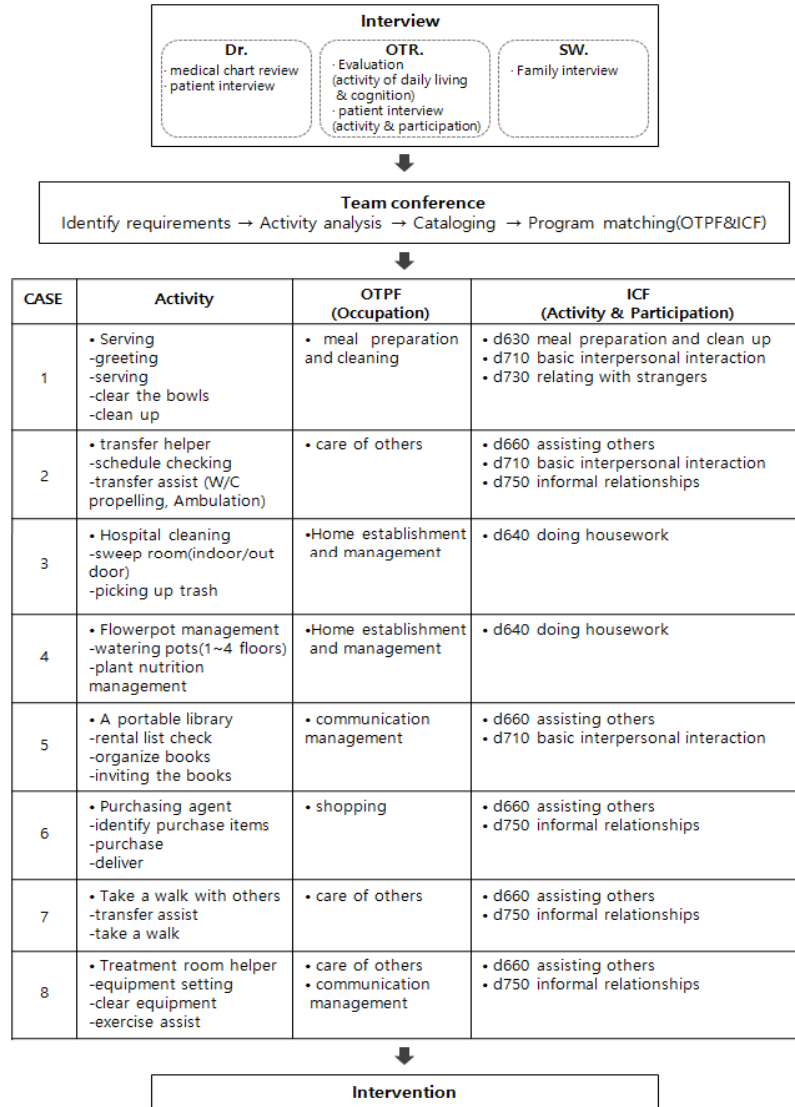 Interview
Dr.
· medical chart review
· patient interview
OTR.
· Evaluation
(activity of daily living
& cognition)
· patient interview
(activity & participation)
SW.
· Family interview
Team conference
Identify requirements → Activity analysis → Cataloging → Program matching(OTPF&ICF)
CASE
Activity
OTPF
(Occupation)
ICF
(Activity & Participation)
1
• Serving
-greeting
-serving
-clear the bowls
-clean up
• meal preparation
and cleaning
• d630 meal preparation and clean up
• d710 basic interpersonal interaction
• d730 relating with strangers
2
• transfer helper
-schedule checking
-transfer assist (W/C
propelling, Ambulation)
• care of others
• d660 assisting others
• d710 basic interpersonal interaction
• d750 informal relationships
3
• Hospital cleaning
-sweep room(indoor/out
door)
-picking up trash
•Home establishment
and management
• d640 doing housework
4
• Flowerpot management
-watering pots(1~4 floors)
-plant nutrition
management
•Home establishment
and management
• d640 doing housework
5
• A portable library
-rental list check
-organize books
-inviting the books
• communication
management
• d660 assisting others
• d710 basic interpersonal interaction
6
• Purchasing agent
-identify purchase items
-purchase
-deliver
• shopping
• d660 assisting others
• d750 informal relationships
7
• Take a walk with others
-transfer assist
-take a walk
• care of others
• d660 assisting others
• d750 informal relationships
8
• Treatment room helper
-equipment setting
-clear equipment
-exercise assist
• care of others
• communication
management
• d660 assisting others
• d750 informal relationships
Intervention